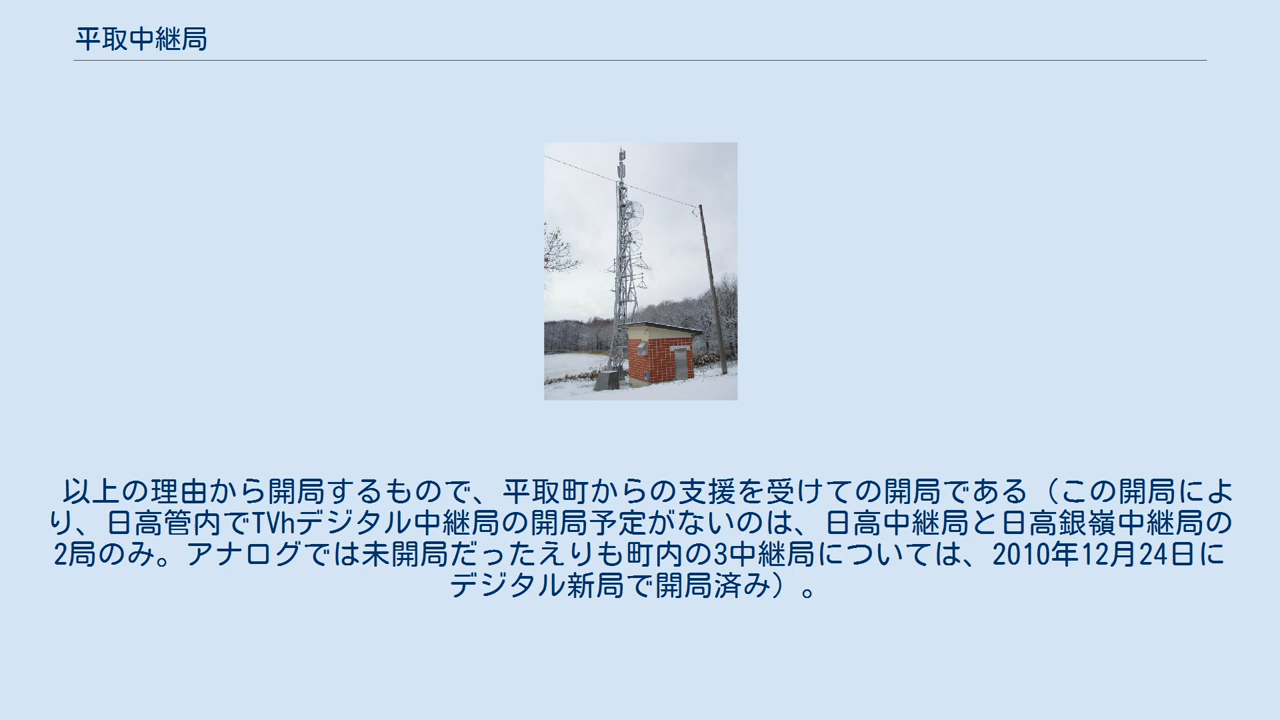 平取中継局
以上の理由から開局するもので、平取町からの支援を受けての開局である（この開局によ
り、日高管内でTVhデジタル中継局の開局予定がないのは、日高中継局と日高銀嶺中継局の
2局のみ。アナログでは未開局だったえりも町内の3中継局については、2010年12月24日に
デジタル新局で開局済み）。